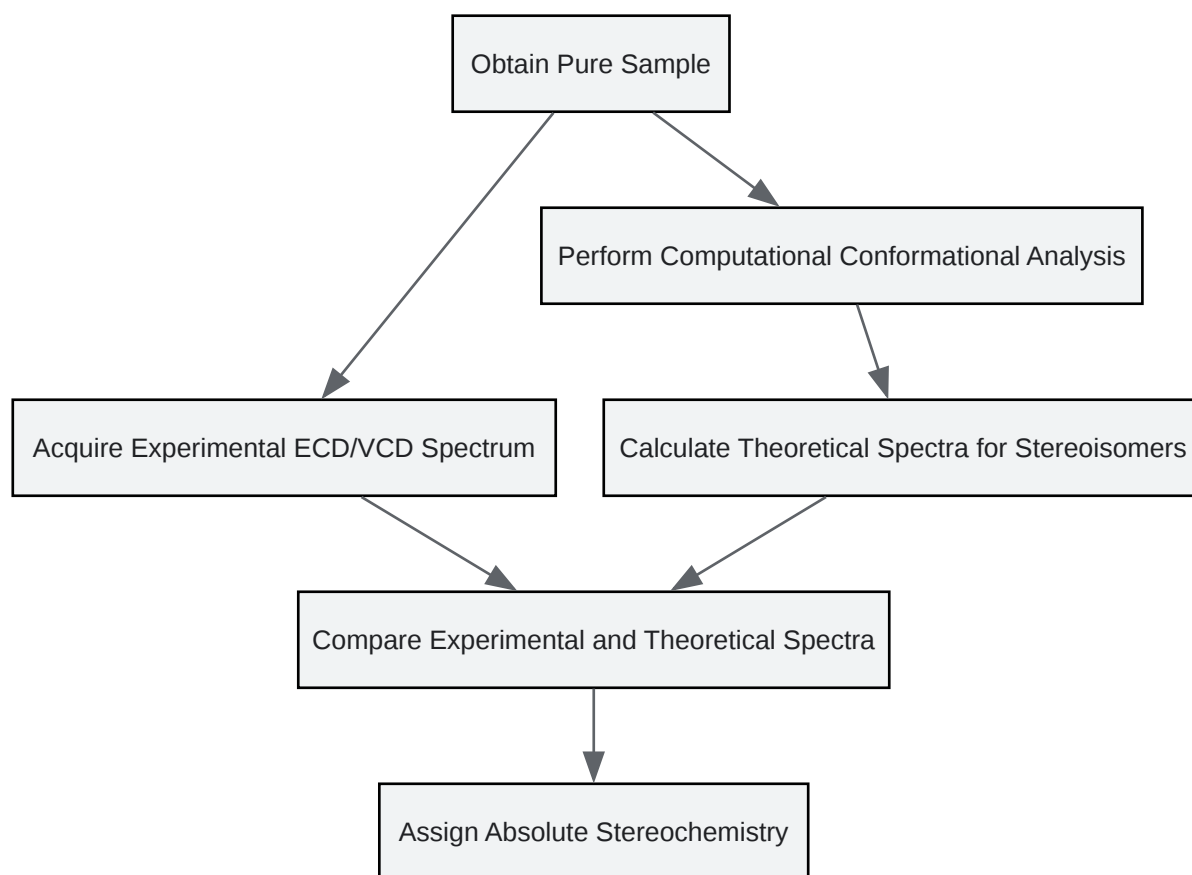 Obtain Pure Sample
Perform Computational Conformational Analysis
Acquire Experimental ECD/VCD Spectrum
Calculate Theoretical Spectra for Stereoisomers
Compare Experimental and Theoretical Spectra
Assign Absolute Stereochemistry